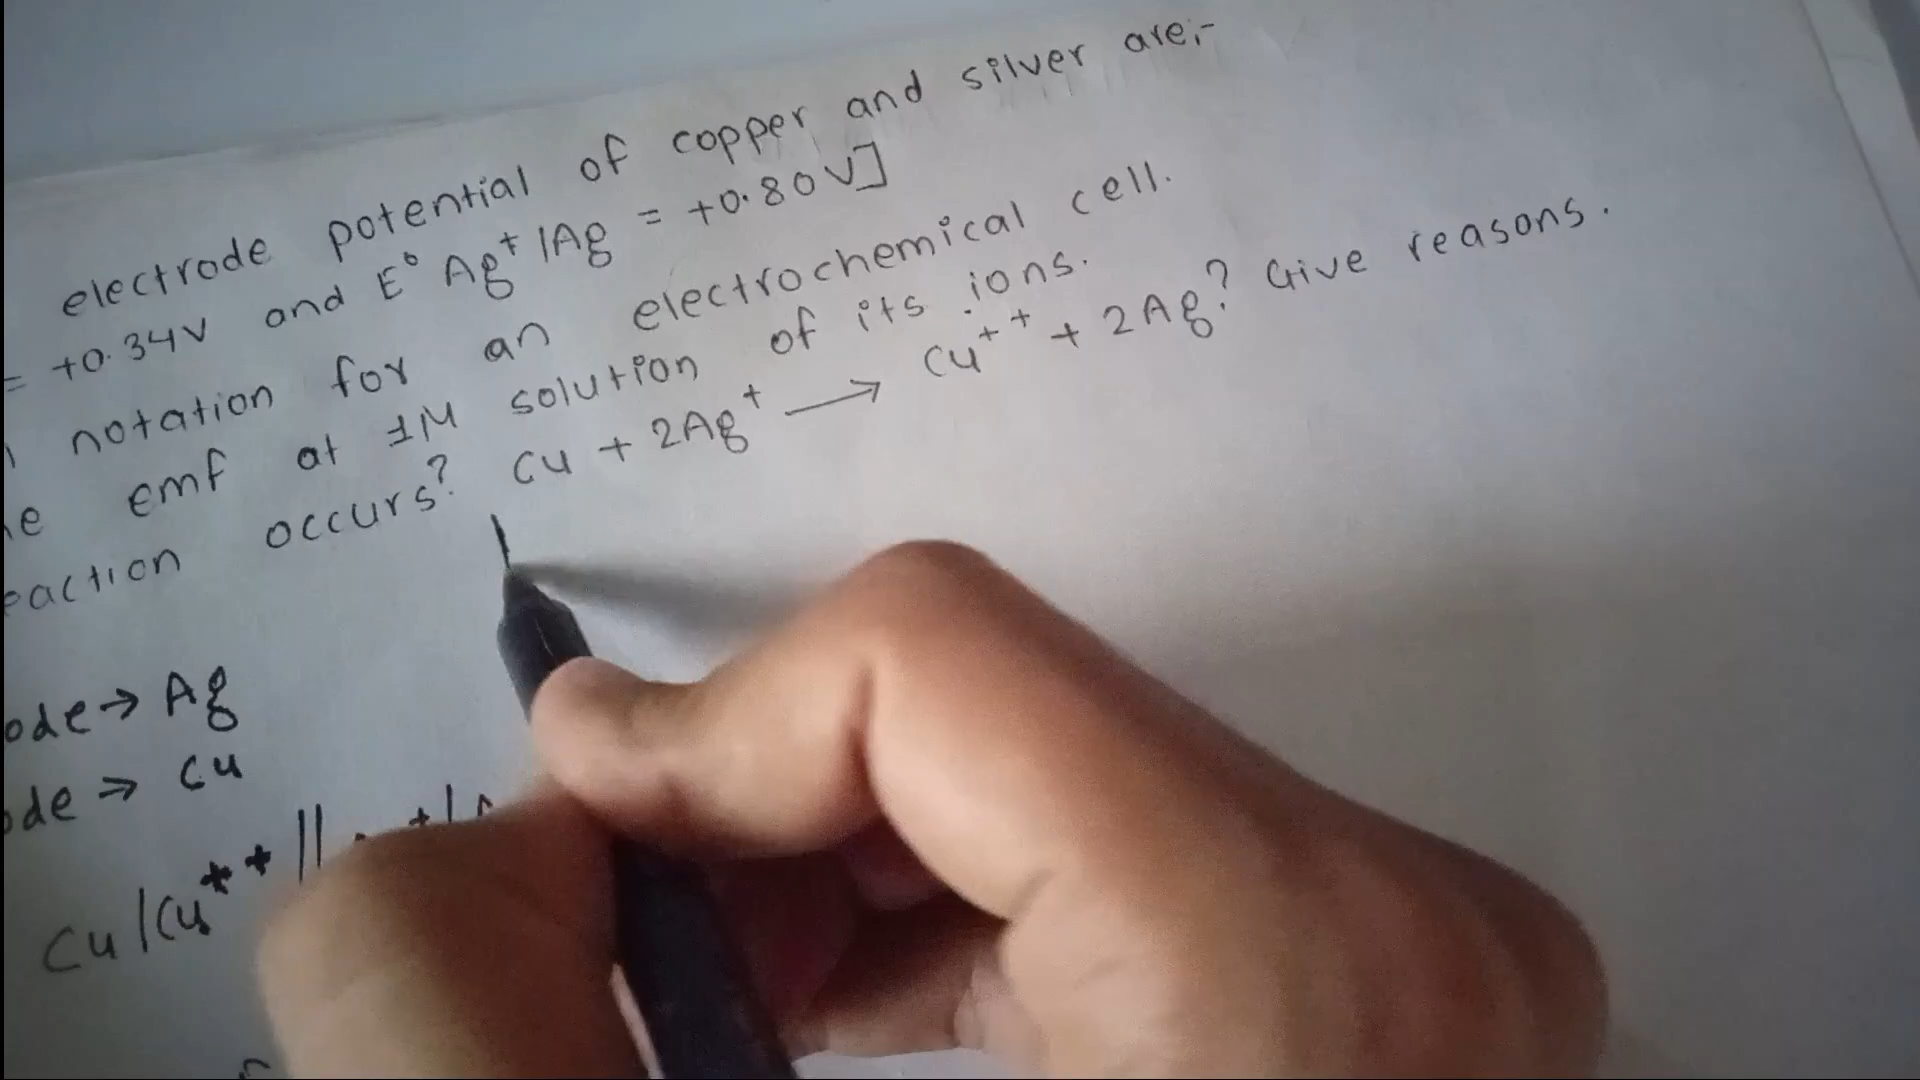 electrode potential of copper and silver are:-
= +0.34V and E° Ag⁺ |Ag = +0.80V]
notation for an electrochemical cell.
emf at 1M solution of its ions.
occurs? Cu + 2Ag⁺ ⟶ Cu⁺⁺ + 2Ag? Give reasons.
ode → Ag
ode → Cu
Cu/Cu⁺⁺ ||